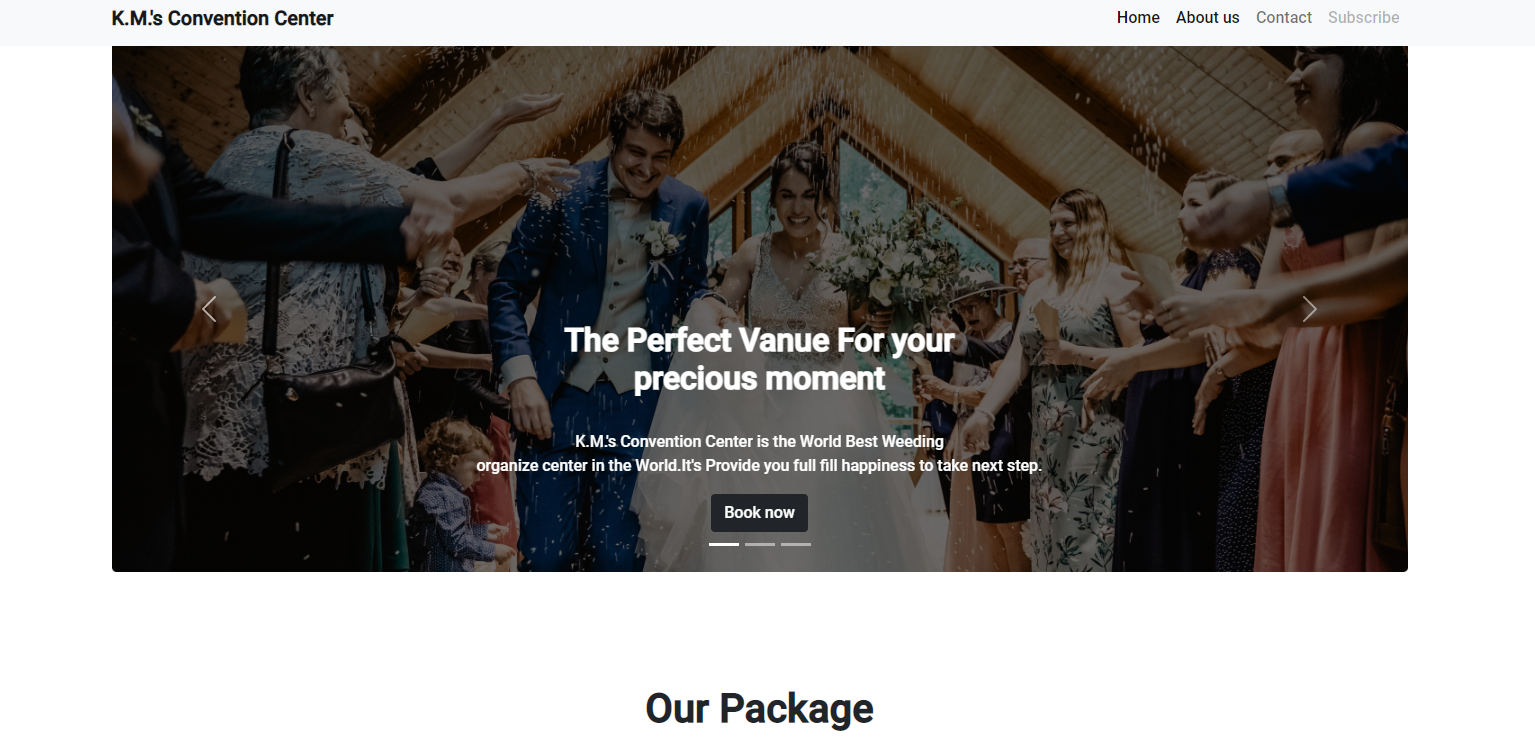 K.M.'s Convention Center
Home About us Contact Subscribe
The Perfect Vanue For your
precious moment
K.M.'s Convention Center is the World Best Weeding
organize center in the World.It's Provide you full fill happiness to take next step.
Book now
Our Package